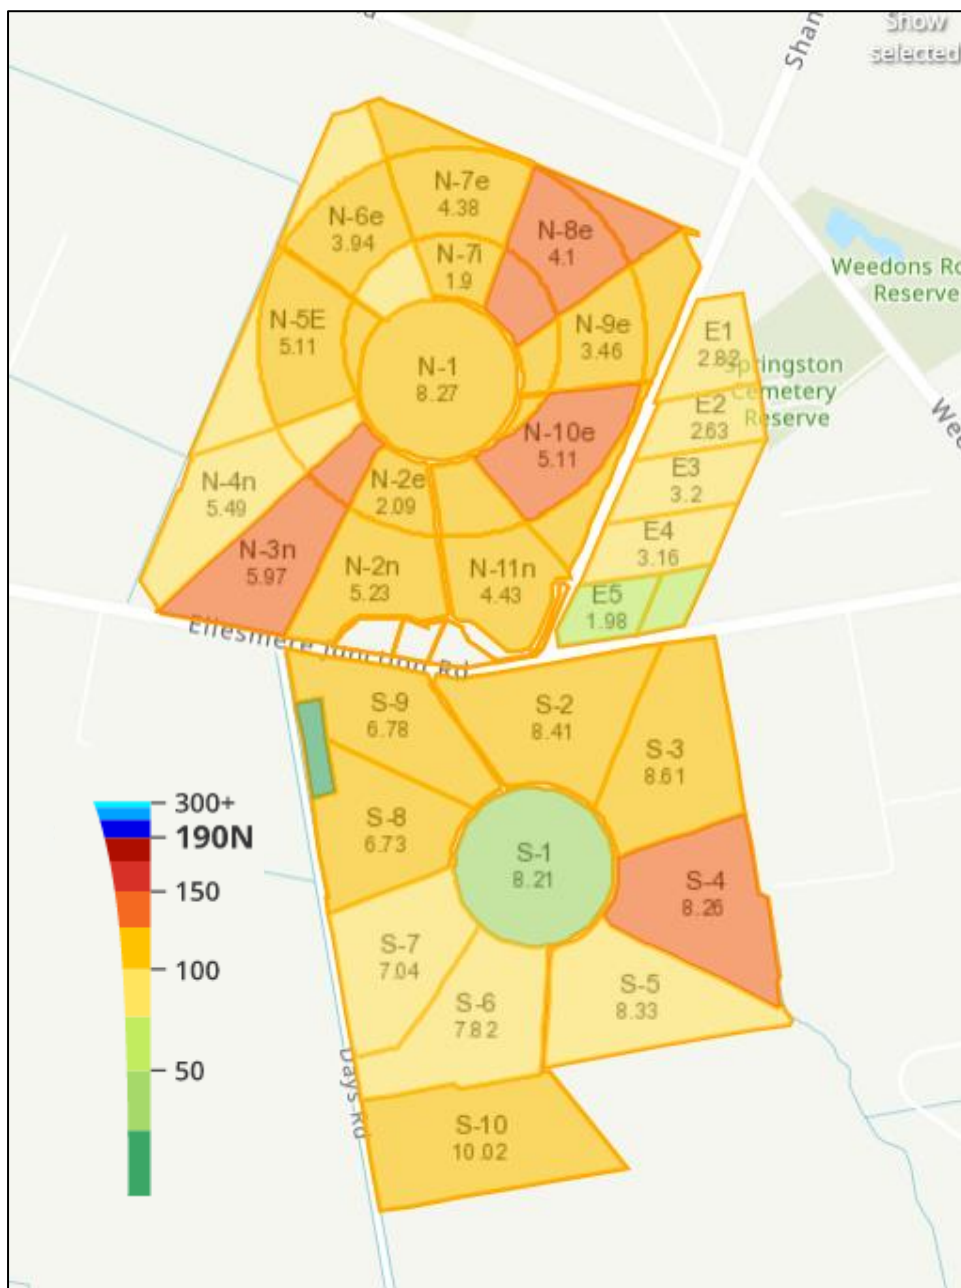 Show
selected
Shan
N-7e
4.38
N-6e
3.94
N-8e
4.1
N-7i
1.9
Weedons Ro
Reserve
N-5E
5.11
N-9e
3.46
E1
2.82
Springston
Cemetery
Reserve
N-1
8.27
E2
2.63
Wee
N-10e
5.11
E3
3.2
N-4n
5.49
N-2e
2.09
E4
3.16
N-3n
5.97
N-2n
5.23
N-11n
4.43
E5
1.98
Ellesmere Junction Rd
S-9
6.78
S-2
8.41
S-3
8.61
S-8
6.73
S-1
8.21
S-4
8.26
300+
190N
150
100
50
S-7
7.04
S-6
7.82
S-5
8.33
Days Rd
S-10
10.02